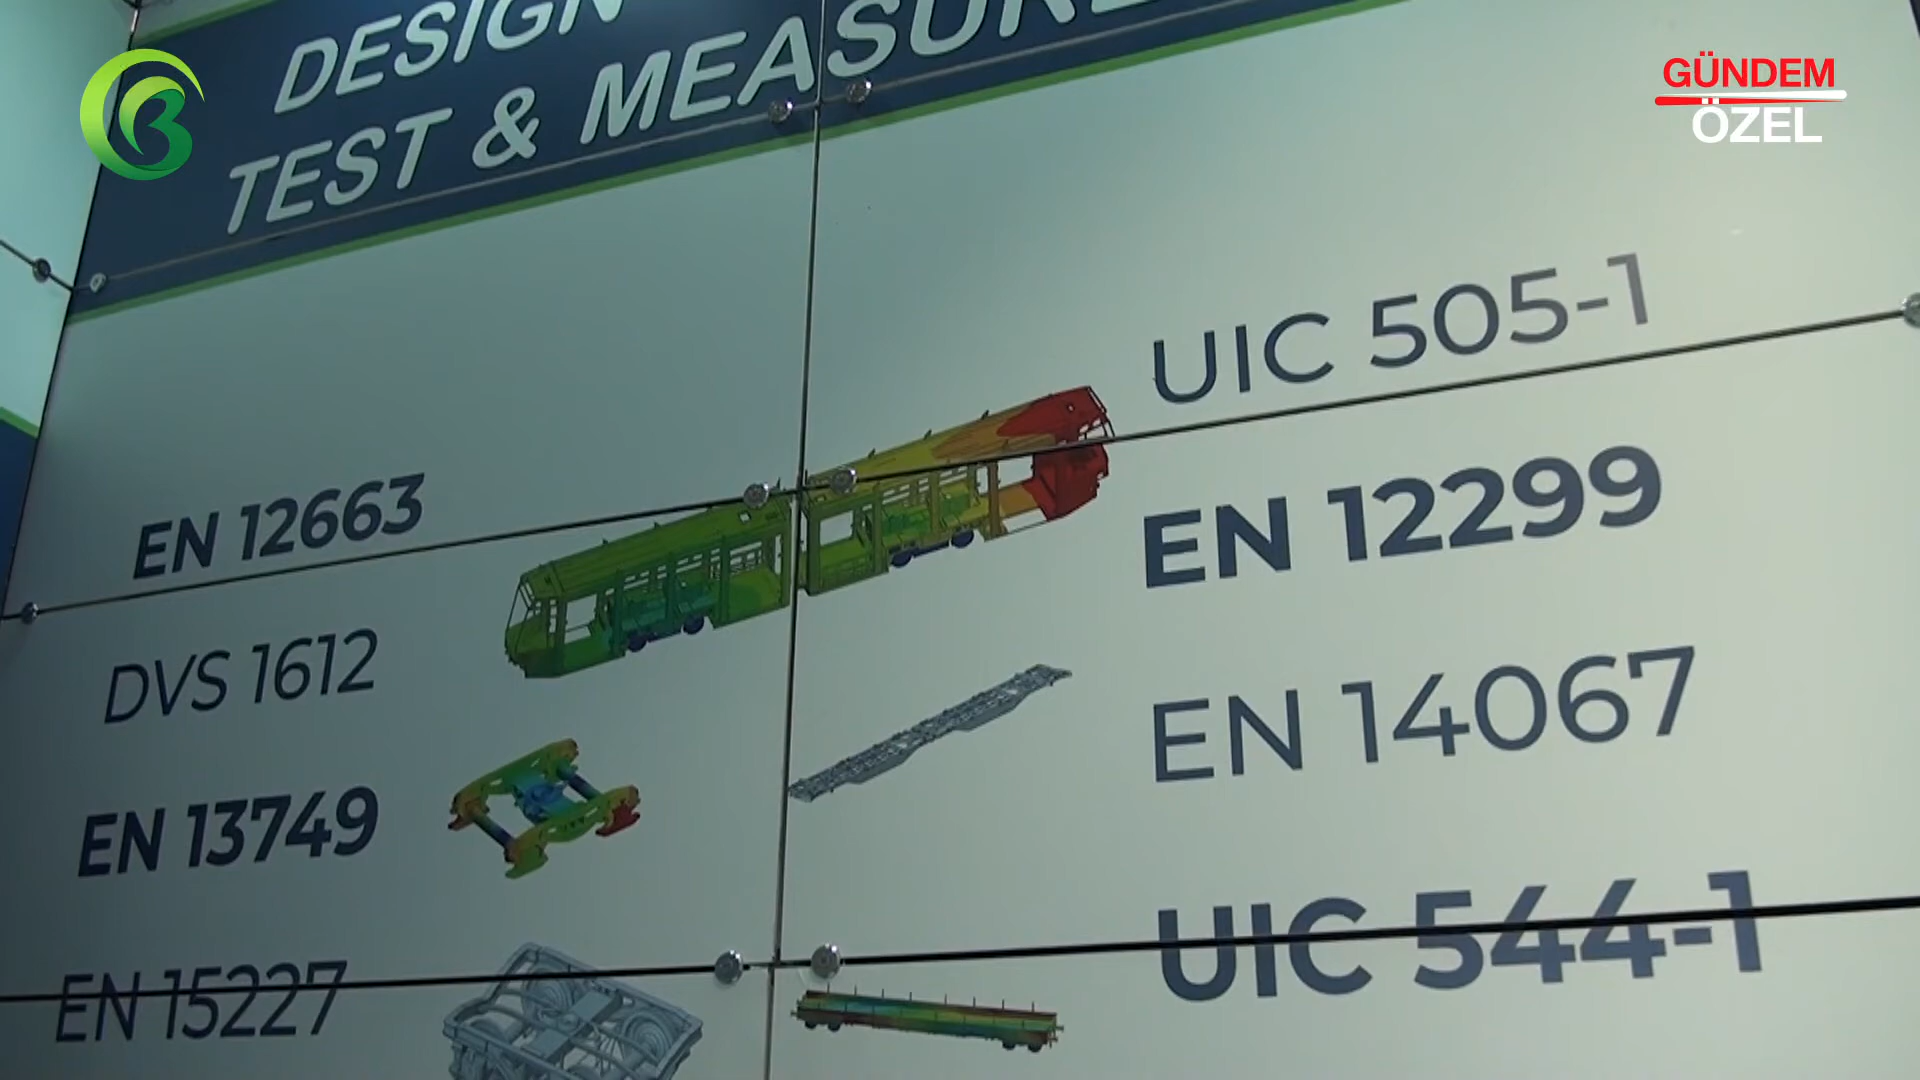 DESIGN
TEST & MEASURE
GÜNDEM
ÖZEL
EN 12663
DVS 1612
EN 13749
EN 15227
UIC 505-1
EN 12299
EN 14067
UIC 544-1